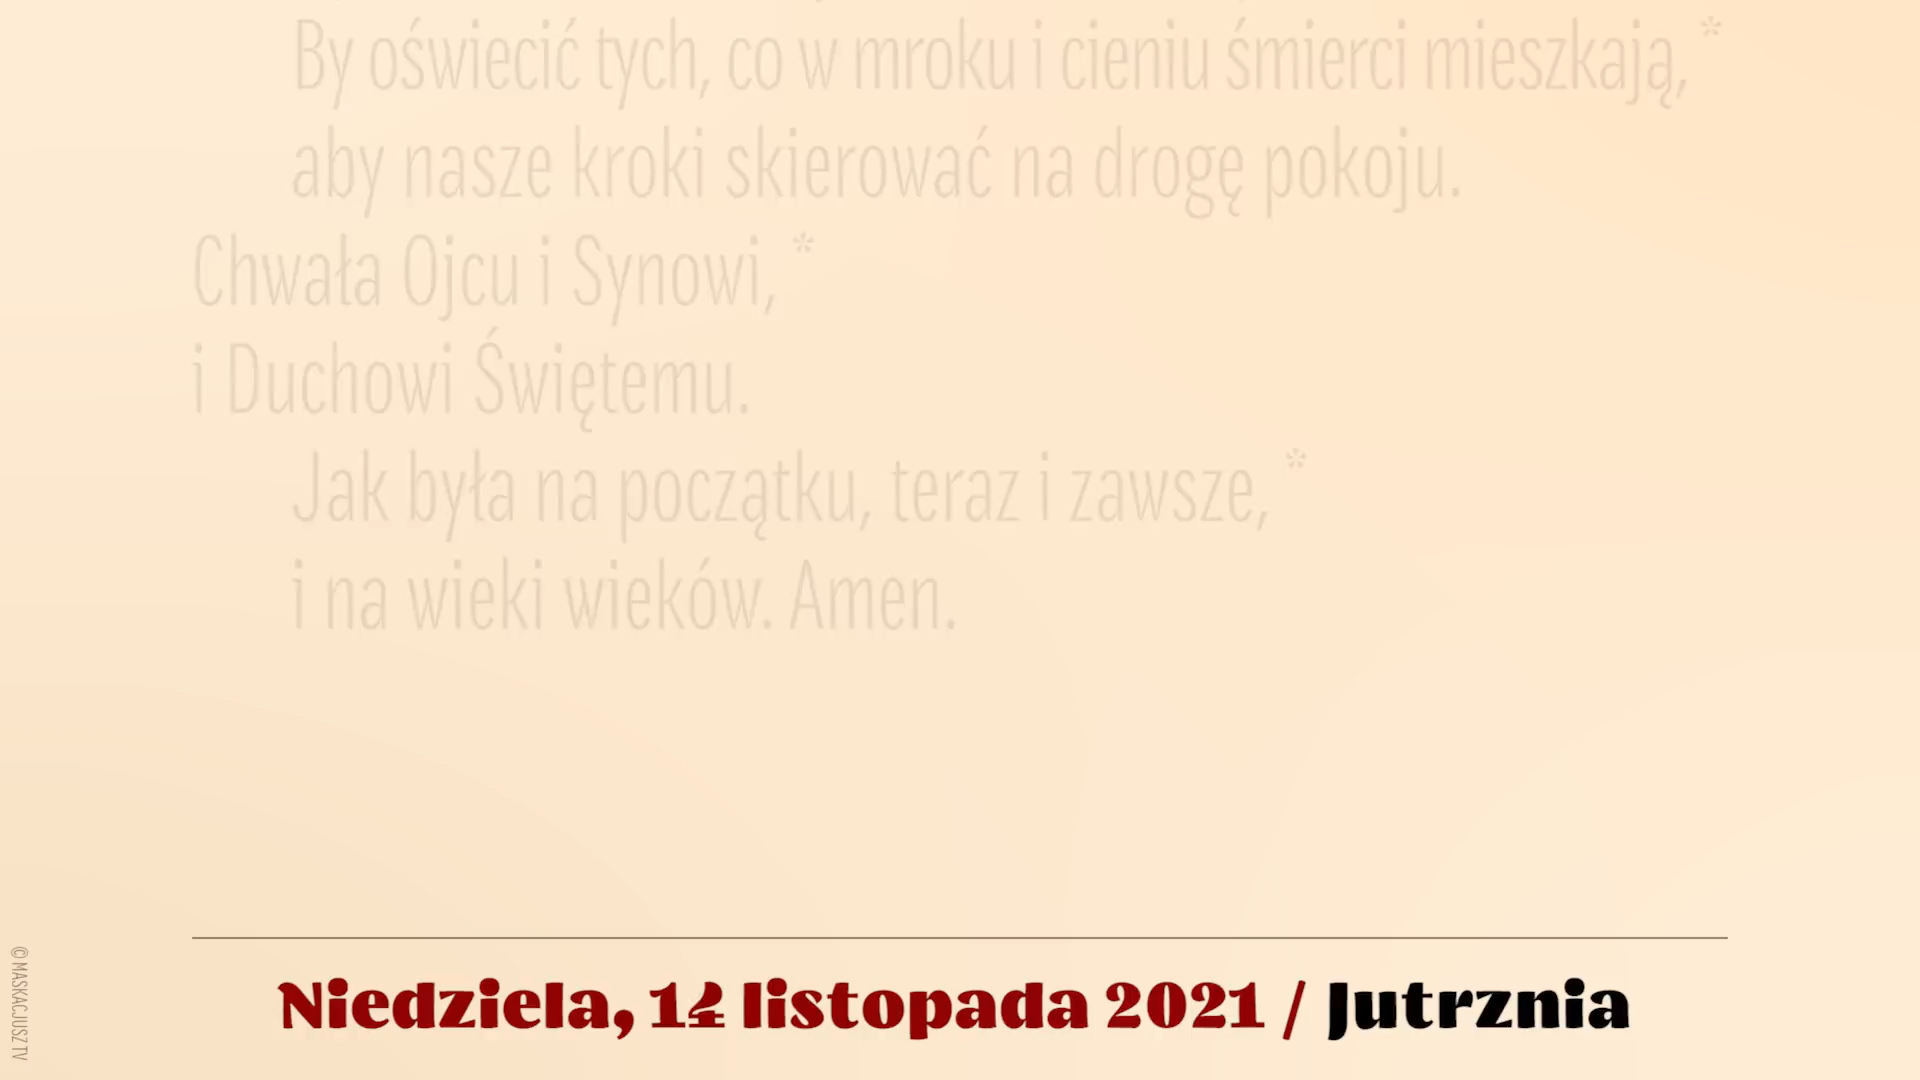 By oświecić tych, co w mroku i cieniu śmierci mieszkają, *
aby nasze kroki skierować na drogę pokoju.
Chwała Ojcu i Synowi, *
i Duchowi Świętemu.
Jak była na początku, teraz i zawsze, *
i na wieki wieków. Amen.
Niedziela, 14 listopada 2021 / Jutrznia
© MASKACJUSZ TV